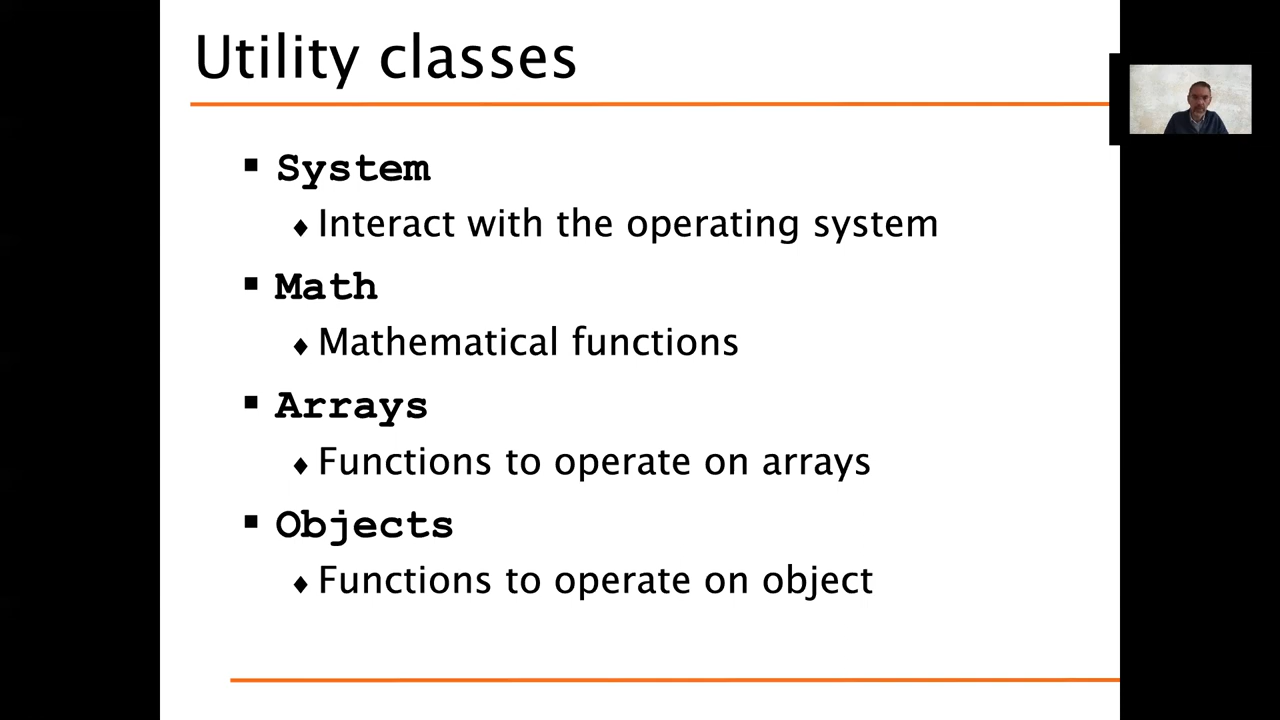 Utility classes
System
Interact with the operating system
Math
Mathematical functions
Arrays
Functions to operate on arrays
Objects
Functions to operate on object